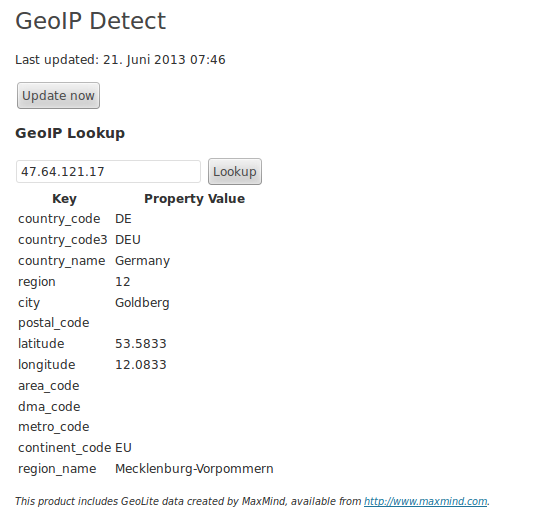 GeoIP Detect
Last updated: 21. Juni 2013 07:46
Update now
GeoIP Lookup
47.64.121.17 Lookup
Key Property Value
country_code DE
country_code3 DEU
country_name Germany
region 12
city Goldberg
postal_code
latitude 53.5833
longitude 12.0833
area_code
dma_code
metro_code
continent_code EU
region_name Mecklenburg-Vorpommern
This product includes GeoLite data created by MaxMind, available from http://www.maxmind.com.